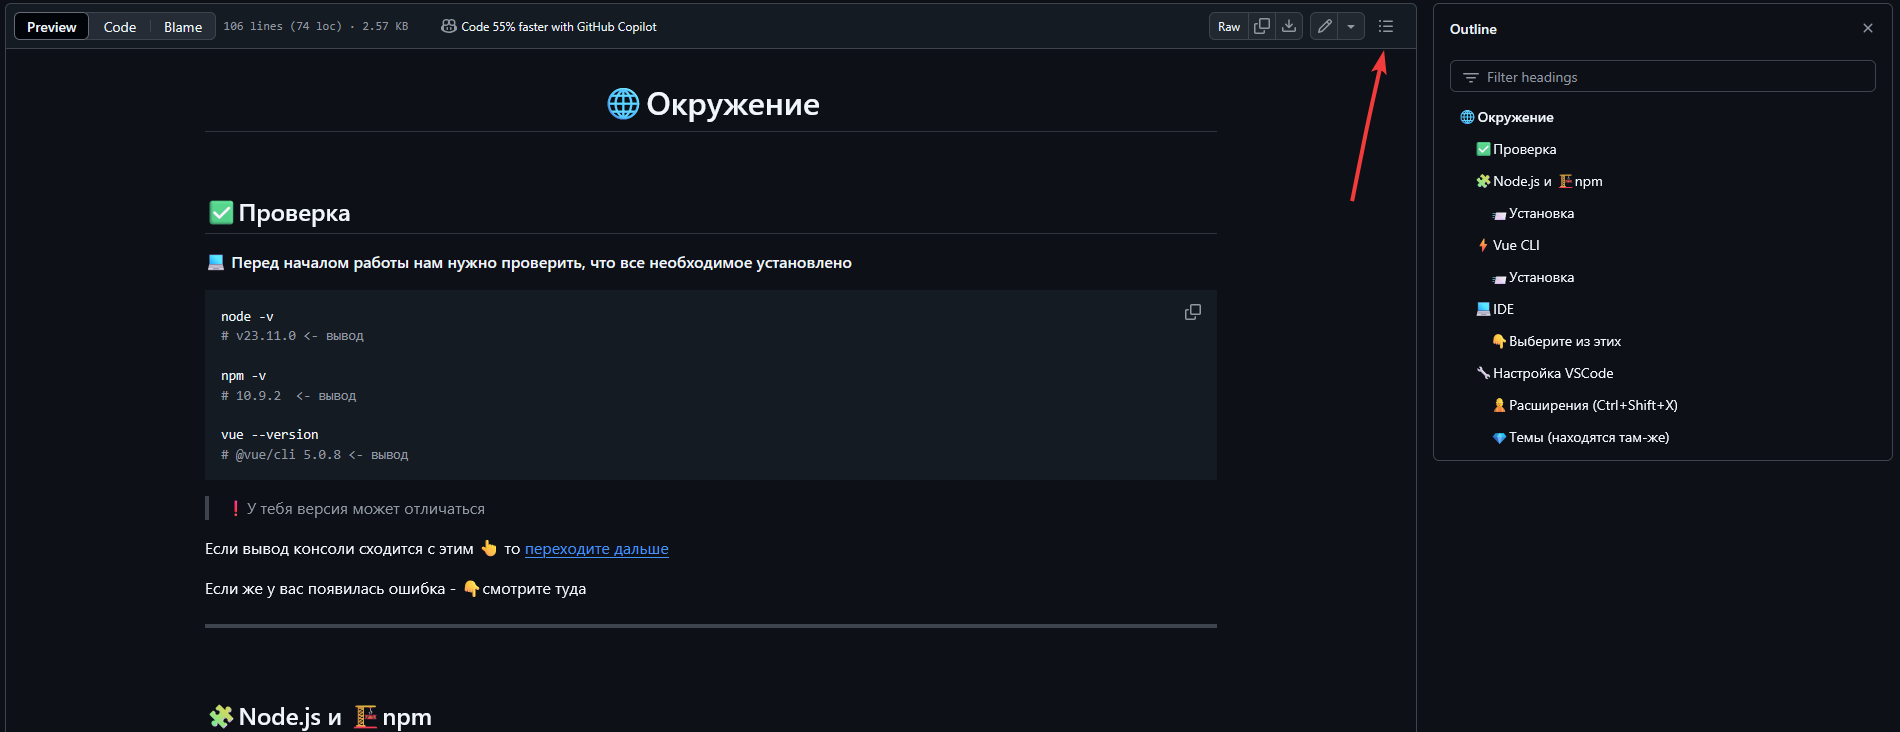 Preview Code Blame 106 lines (74 loc) · 2.57 KB Code 55% faster with GitHub Copilot Raw
🌐 Окружение
✅ Проверка
💻 Перед началом работы нам нужно проверить, что все необходимое установлено
node -v
# v23.11.0 <- вывод
npm -v
# 10.9.2  <- вывод
vue --version
# @vue/cli 5.0.8 <- вывод
❗ У тебя версия может отличаться
Если вывод консоли сходится с этим 👆 то переходите дальше
Если же у вас появилась ошибка - 👇смотрите туда
🧩 Node.js и 🏗️ npm
Outline
Filter headings
🌐 Окружение
✅ Проверка
🧩 Node.js и 🏗️ npm
📨 Установка
⚡ Vue CLI
📨 Установка
💻 IDE
👇 Выберите из этих
🔧 Настройка VSCode
Расширения (Ctrl+Shift+X)
💎 Темы (находятся там-же)